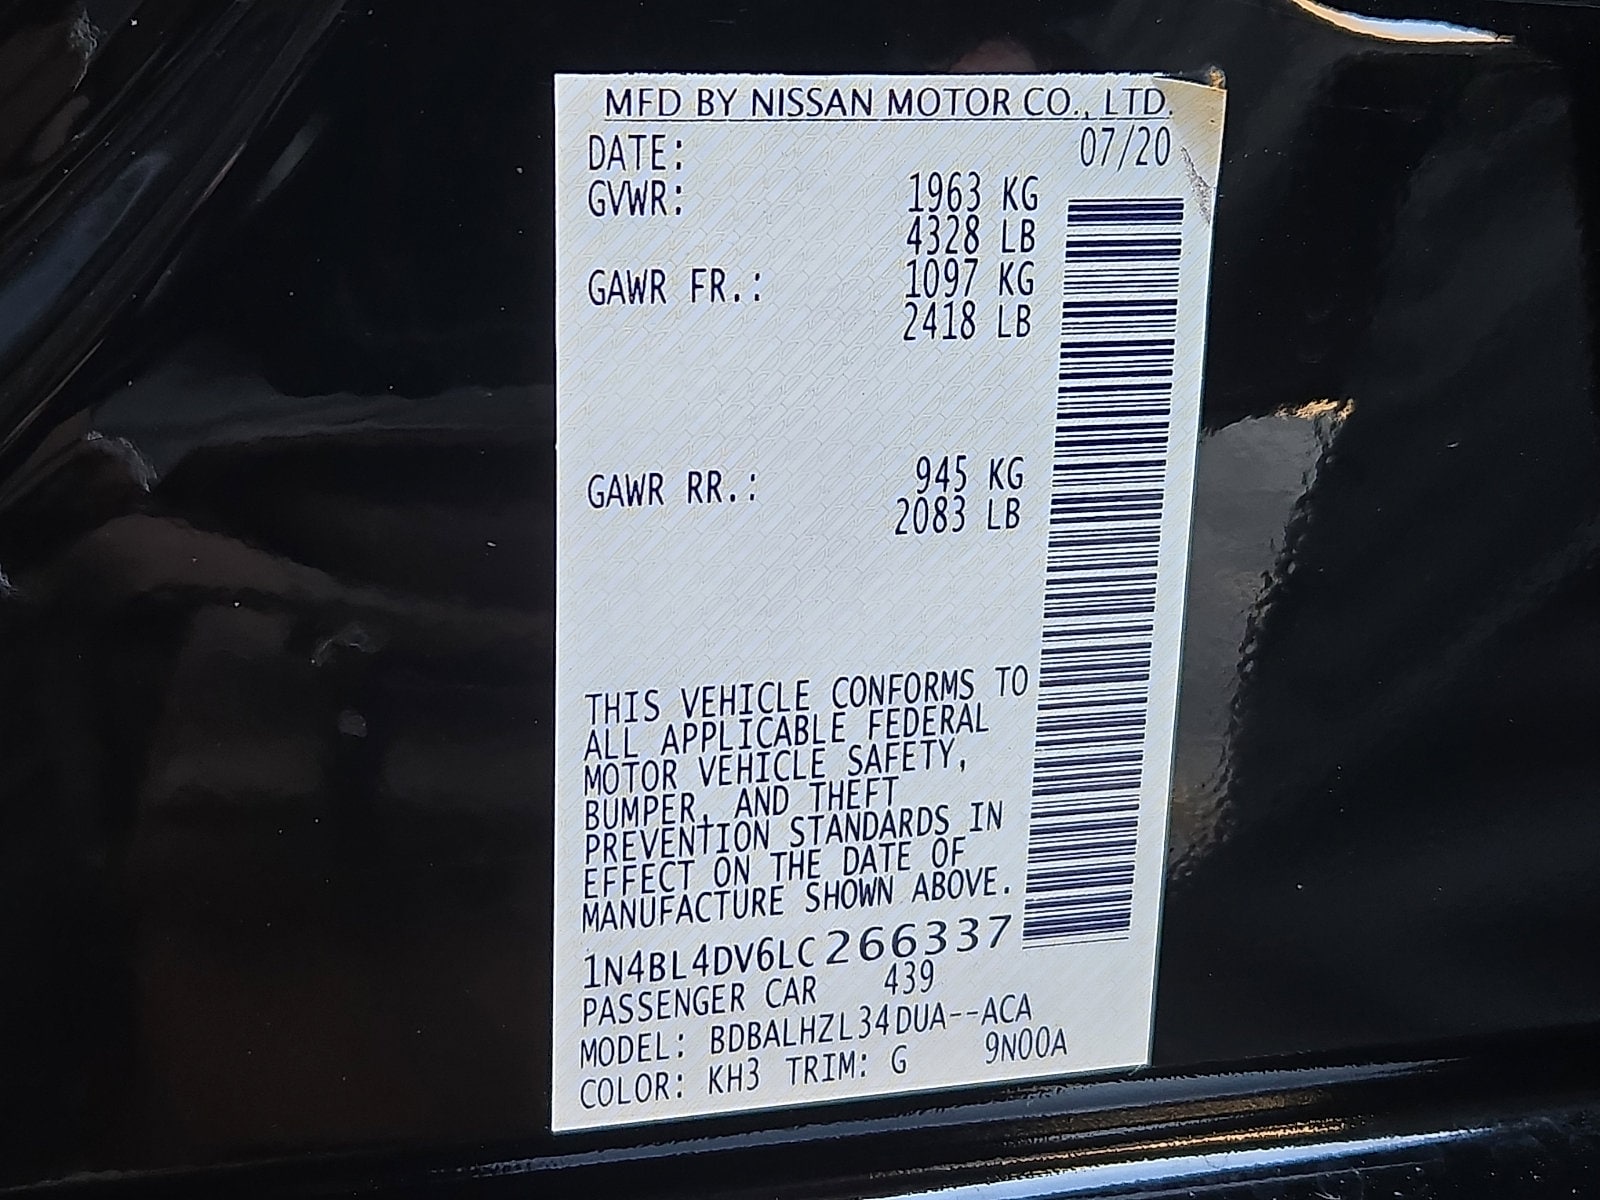 MFD BY NISSAN MOTOR CO., LTD.
DATE: 07/20
GVWR: 1963 KG
4328 LB
GAWR FR.: 1097 KG
2418 LB
GAWR RR.: 945 KG
2083 LB
THIS VEHICLE CONFORMS TO
ALL APPLICABLE FEDERAL
MOTOR VEHICLE SAFETY,
BUMPER, AND THEFT
PREVENTION STANDARDS IN
EFFECT ON THE DATE OF
MANUFACTURE SHOWN ABOVE.
1N4BL4DV6LC266337
PASSENGER CAR 439
MODEL: BDBALHZL34DUA--ACA
COLOR: KH3 TRIM: G 9N00A